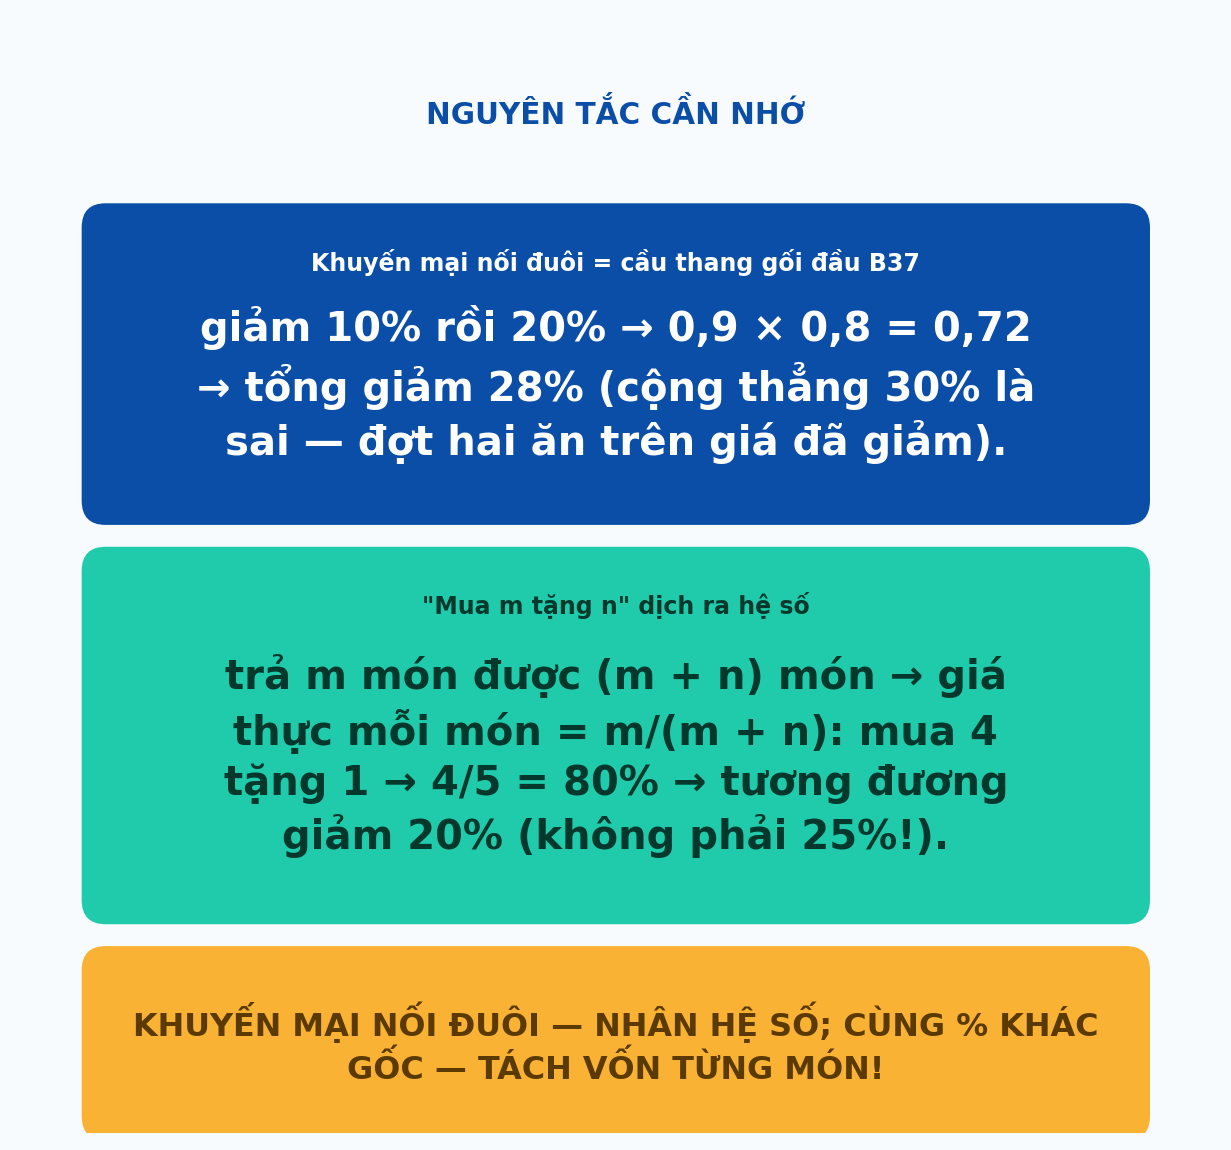 NGUYÊN TẮC CẦN NHỚ
Khuyến mại nối đuôi = cầu thang gối đầu B37
giảm 10% rồi 20% → 0,9 × 0,8 = 0,72
→ tổng giảm 28% (cộng thẳng 30% là
sai — đợt hai ăn trên giá đã giảm).
"Mua m tặng n" dịch ra hệ số
trả m món được (m + n) món → giá
thực mỗi món = m/(m + n): mua 4
tặng 1 → 4/5 = 80% → tương đương
giảm 20% (không phải 25%!).
KHUYẾN MẠI NỐI ĐUÔI — NHÂN HỆ SỐ; CÙNG % KHÁC
GỐC — TÁCH VỐN TỪNG MÓN!